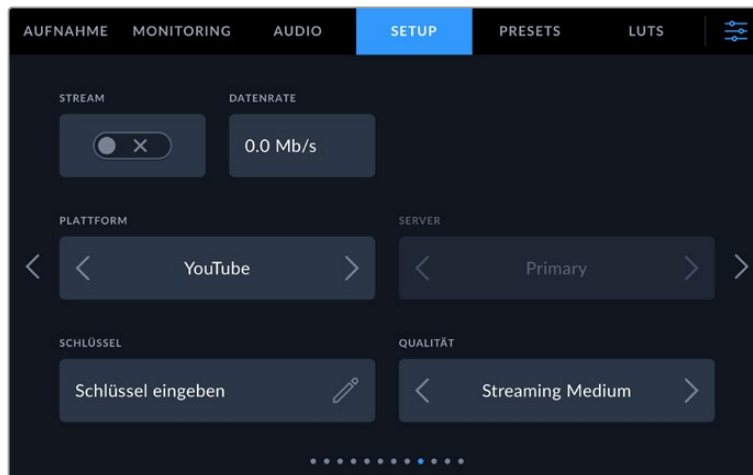 AUFNAHME MONITORING AUDIO SETUP PRESETS LUTS
STREAM DATENRATE
0.0 Mb/s
PLATTFORM SERVER
YouTube Primary
SCHLÜSSEL QUALITÄT
Schlüssel eingeben Streaming Medium